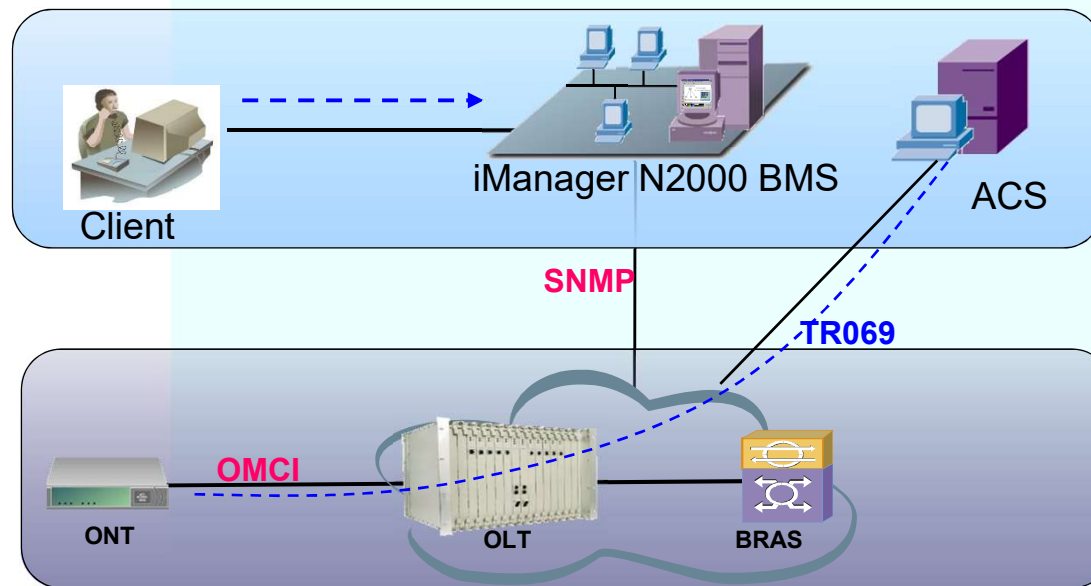 iManager N2000 BMS
Client
ACS
SNMP
TR069
OMCI
ONT
OLT
BRAS